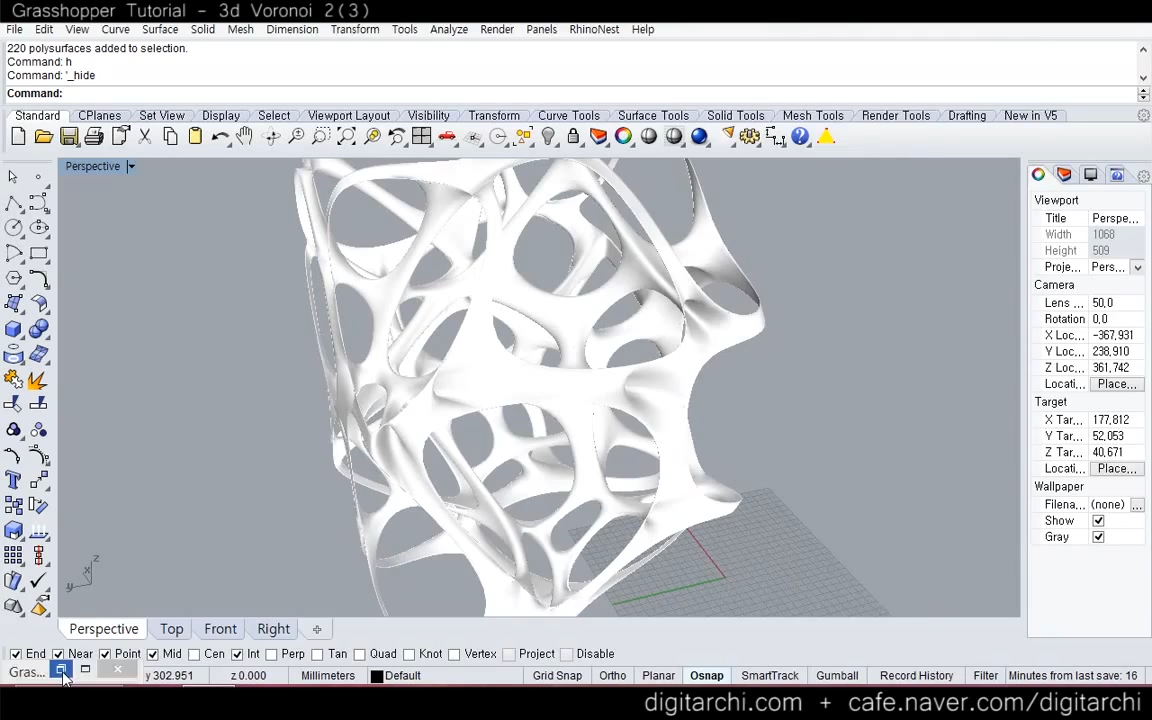 Grasshopper Tutorial - 3d Voronoi 2(3)
File Edit View Curve Surface Solid Mesh Dimension Transform Tools Analyze Render Panels RhinoNest Help
220 polysurfaces added to selection.
Command: h
Command: '_hide
Command:
Standard CPlanes Set View Display Select Viewport Layout Visibility Transform Curve Tools Surface Tools Solid Tools Mesh Tools Render Tools Drafting New in V5
Perspective
Viewport
Title Perspe...
Width 1068
Height 509
Proje... Pers...
Camera
Lens ... 50,0
Rotation 0,0
X Loc... -367,931
Y Loc... 238,910
Z Loc... 361,742
Locati... Place...
Target
X Tar... 177,812
Y Tar... 52,053
Z Tar... 40,671
Locati... Place...
Wallpaper
Filena... (none) ...
Show
Gray
z
x
y
Perspective Top Front Right
End Near Point Mid Cen Int Perp Tan Quad Knot Vertex Project Disable
Gras... y 302.951 z 0.000 Millimeters Default Grid Snap Ortho Planar Osnap SmartTrack Gumball Record History Filter Minutes from last save: 16
digitarchi.com + cafe.naver.com/digitarchi